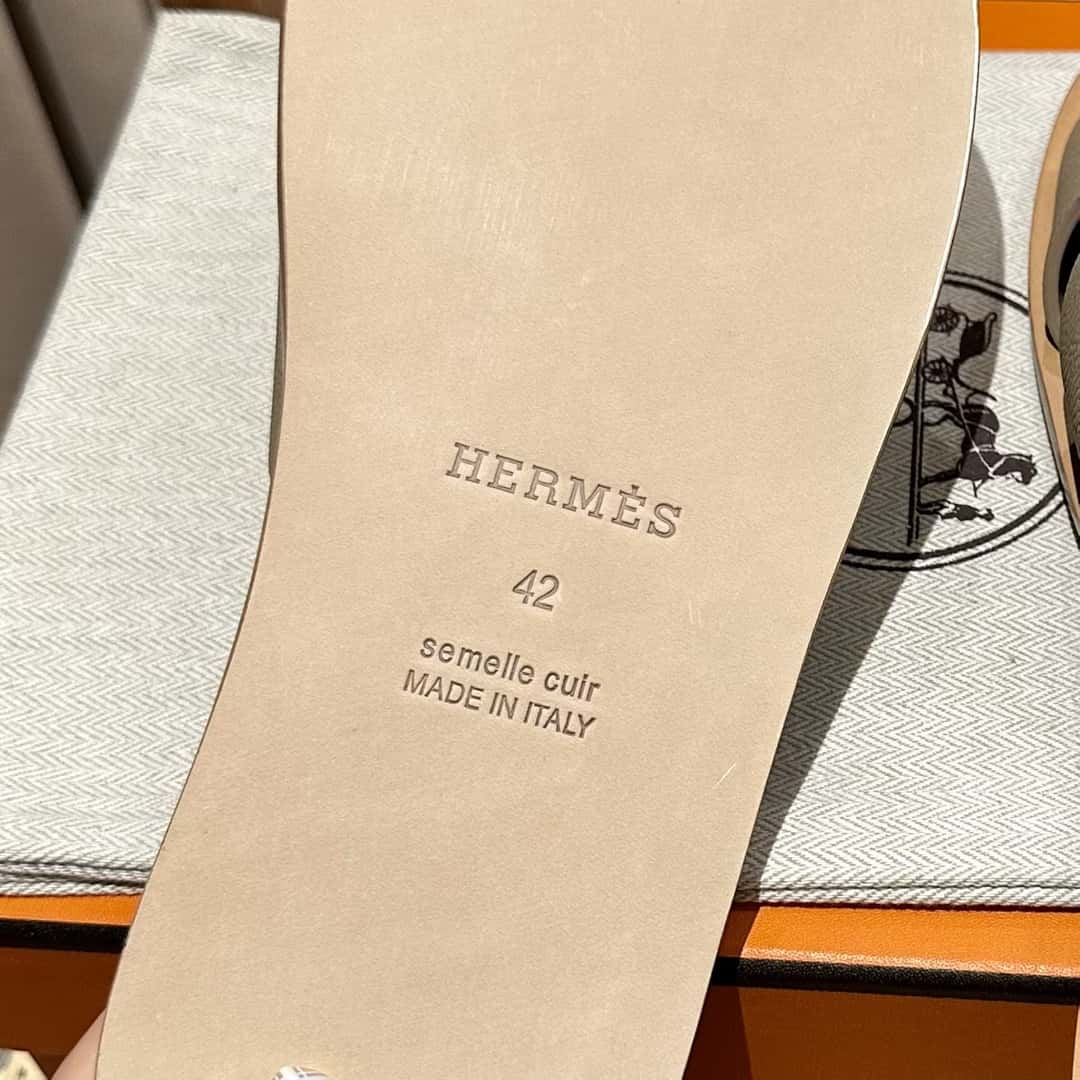 HERMÈS
42
semelle cuir
MADE IN ITALY